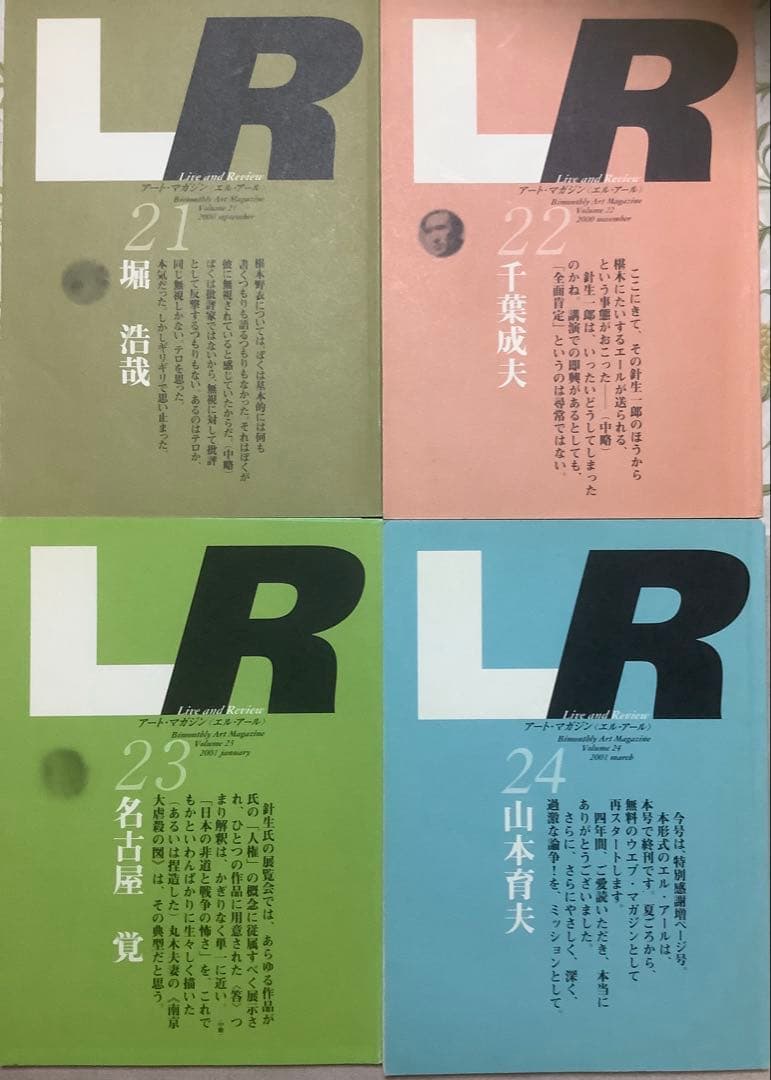 LR
Live and Review
アート・マガジン〈エル・アール〉
Bimonthly Art Magazine
Volume 21
2000 september
21
堀 浩哉
椹木野衣については、ぼくは基本的には何も
書くつもりも語るつもりもなかった。それはぼくが
彼に無視されていると感じていたからだ。(中略)
ぼくは批評家ではないから、無視に対して批評
として反撃するつもりもない。あるのはテロか、
同じ無視しかない。テロを思った。
本気だった。しかしギリギリで思い止まった。
LR
Live and Review
アート・マガジン〈エル・アール〉
Bimonthly Art Magazine
Volume 22
2000 november
22
千葉成夫
ここにきて、その針生一郎のほうから
椹木にたいするエールが送られる、
という事態がおこった——(中略)
針生一郎は、いったいどうしてしまった
のかね。講演での即興があるとしても、
「全面肯定」というのは尋常ではない。
LR
Live and Review
アート・マガジン〈エル・アール〉
Bimonthly Art Magazine
Volume 23
2001 january
23
名古屋 覚
針生氏の展覧会では、あらゆる作品が
氏の「人権」の概念に従属すべく展示さ
れ、ひとつの作品に用意された〈答〉つ
まり解釈は、かぎりなく単一に近い。中略
「日本の非道と戦争の怖さ」を、これで
もかといわんばかりに生々しく描いた
(あるいは捏造した)丸木夫妻の《南京
大虐殺の図》は、その典型だと思う。
LR
Live and Review
アート・マガジン〈エル・アール〉
Bimonthly Art Magazine
Volume 24
2001 march
24
山本育夫
今号は、特別感謝増ページ号。
本形式のエル・アールは、
本号で終刊です。夏ごろから、
無料のウエブ・マガジンとして
再スタートします。
四年間、ご愛読いただき、本当に
ありがとうございました。
さらに、さらにやさしく、深く、
過激な論争!を、ミッションとして。